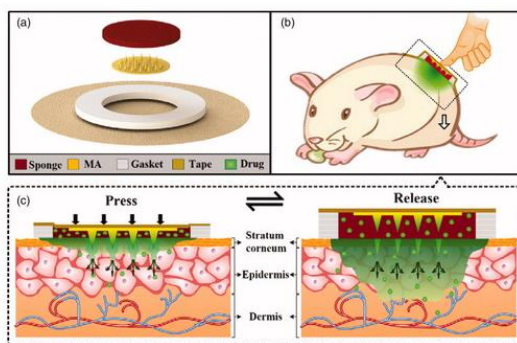 (a)
Sponge MA Gasket Tape Drug
(b)
(c)
Press
Release
Stratum
corneum
Epidermis
Dermis